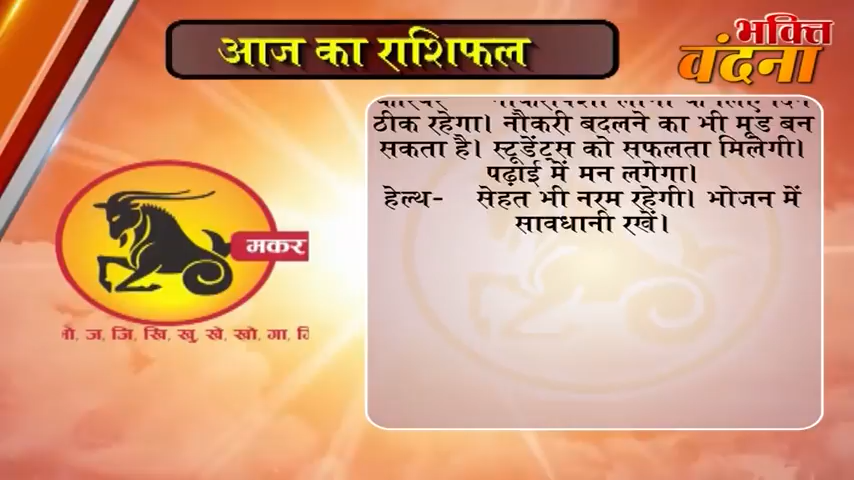 आज का राशिफल
भक्ति
वंदना
ठीक रहेगा। नौकरी बदलने का भी मूड बन
सकता है। स्टूडेंट्स को सफलता मिलेगी।
पढ़ाई में मन लगेगा।
हेल्थ- सेहत भी नरम रहेगी। भोजन में
सावधानी रखें।
मकर
ज, जि, खि, खु, खे, खो, गा,